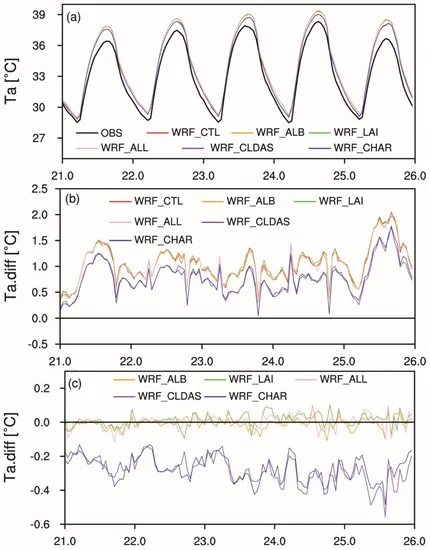 (a)
39
36
33
30
27
Ta [°C]
OBS WRF_CTL WRF_ALB WRF_LAI
WRF_ALL WRF_CLDAS WRF_CHAR
21.0 22.0 23.0 24.0 25.0 26.0
(b)
2.5
2.0
1.5
1.0
0.5
0.0
-0.5
Ta.diff [°C]
WRF_CTL WRF_ALB WRF_LAI
WRF_ALL WRF_CLDAS
WRF_CHAR
21.0 22.0 23.0 24.0 25.0 26.0
(c)
0.2
0.0
-0.2
-0.4
-0.6
Ta.diff [°C]
WRF_ALB WRF_LAI WRF_ALL
WRF_CLDAS WRF_CHAR
21.0 22.0 23.0 24.0 25.0 26.0